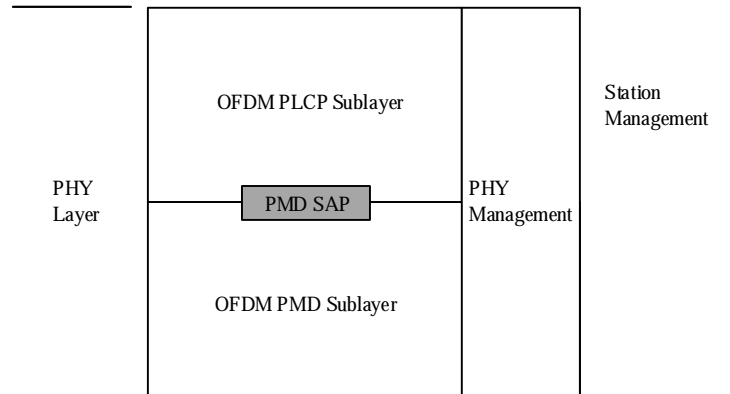 OFDM PLCP Sublayer
Station
Management
PHY
Layer
PMD SAP
PHY
Management
OFDM PMD Sublayer